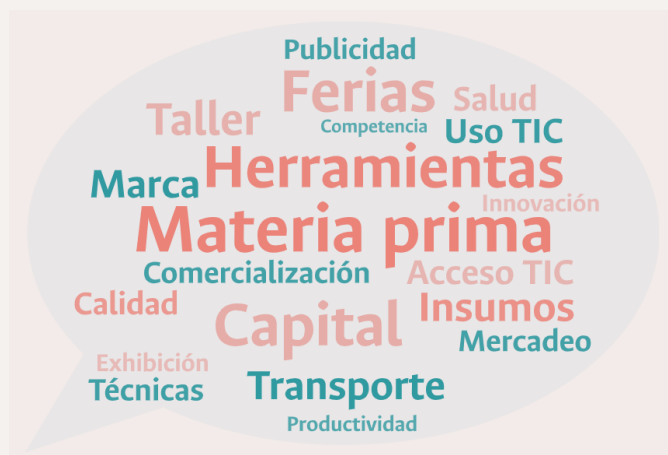 Publicidad
Ferias
Salud
Taller
Competencia
Uso TIC
Herramientas
Marca
Innovación
Materia prima
Comercialización
Acceso TIC
Calidad
Capital
Insumos
Mercadeo
Exhibición
Técnicas
Transporte
Productividad